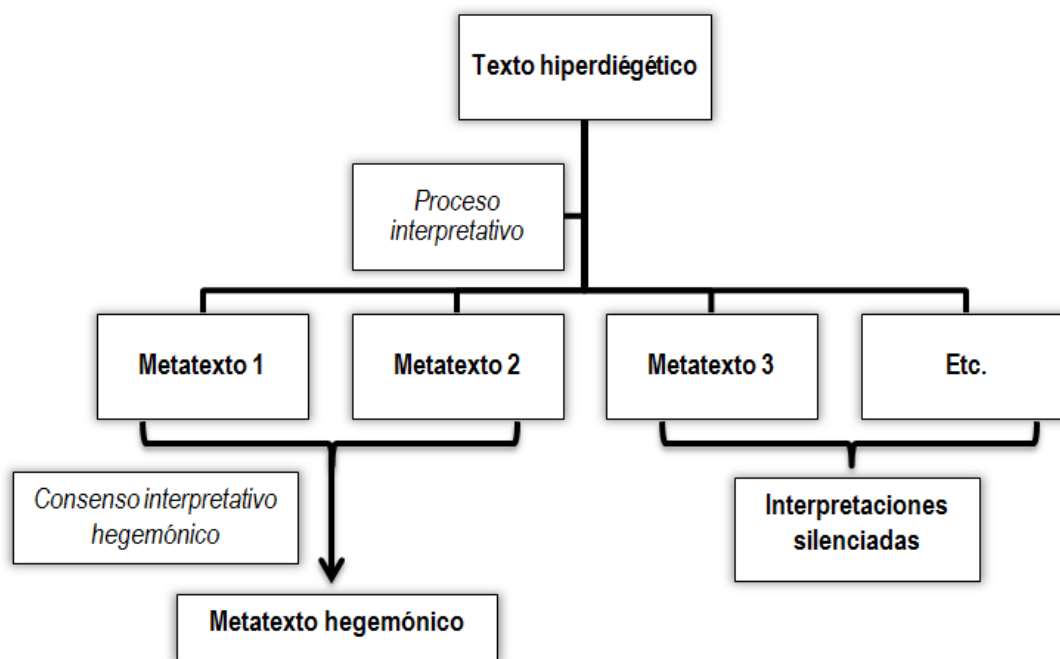 Texto hiperdiégético
Proceso
interpretativo
Metatexto 1
Metatexto 2
Metatexto 3
Etc.
Consenso interpretativo
hegemónico
Interpretaciones
silenciadas
Metatexto hegemónico